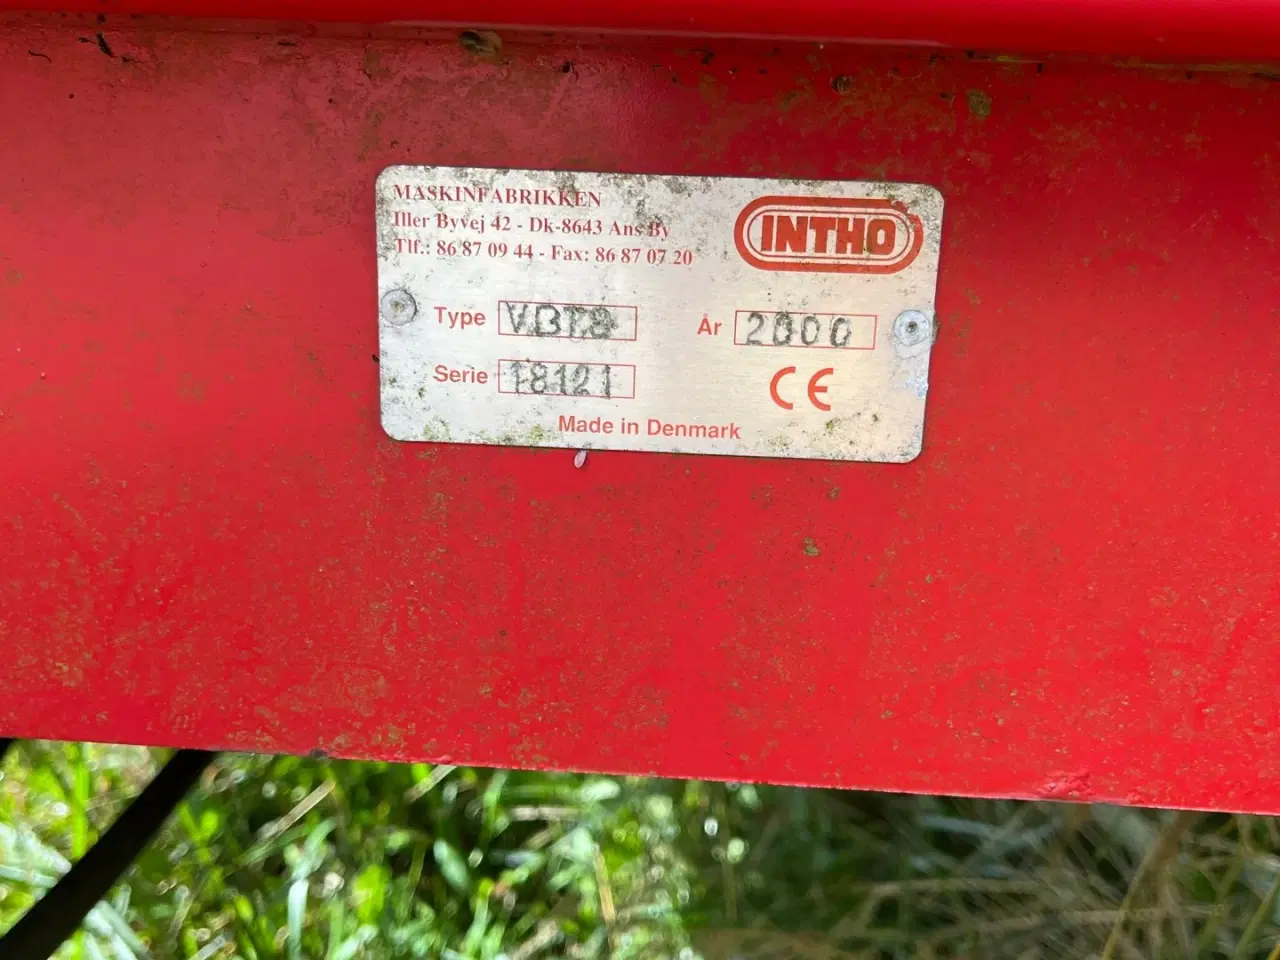 MASKINFABRIKKEN
Iller Byvej 42 - Dk-8643 Ans By
Tlf.: 86 87 09 44 - Fax: 86 87 07 20
INTHO
Type VBT8 År 2000
Serie 18121
CE
Made in Denmark